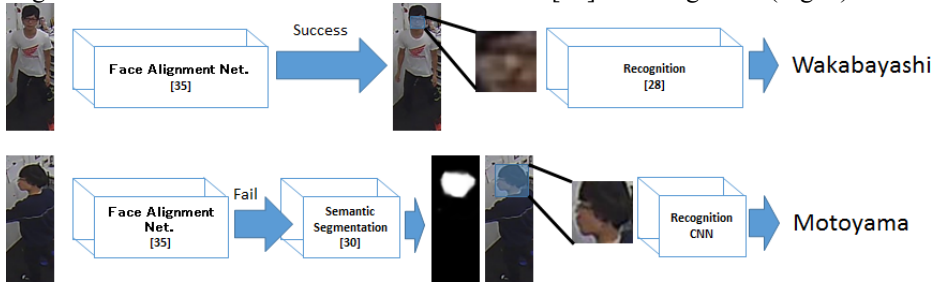 Success
Face Alignment Net.
[35]
Recognition
[28]
Wakabayashi
Fail
Face Alignment
Net.
[35]
Semantic
Segmentation
[30]
Recognition
CNN
Motoyama